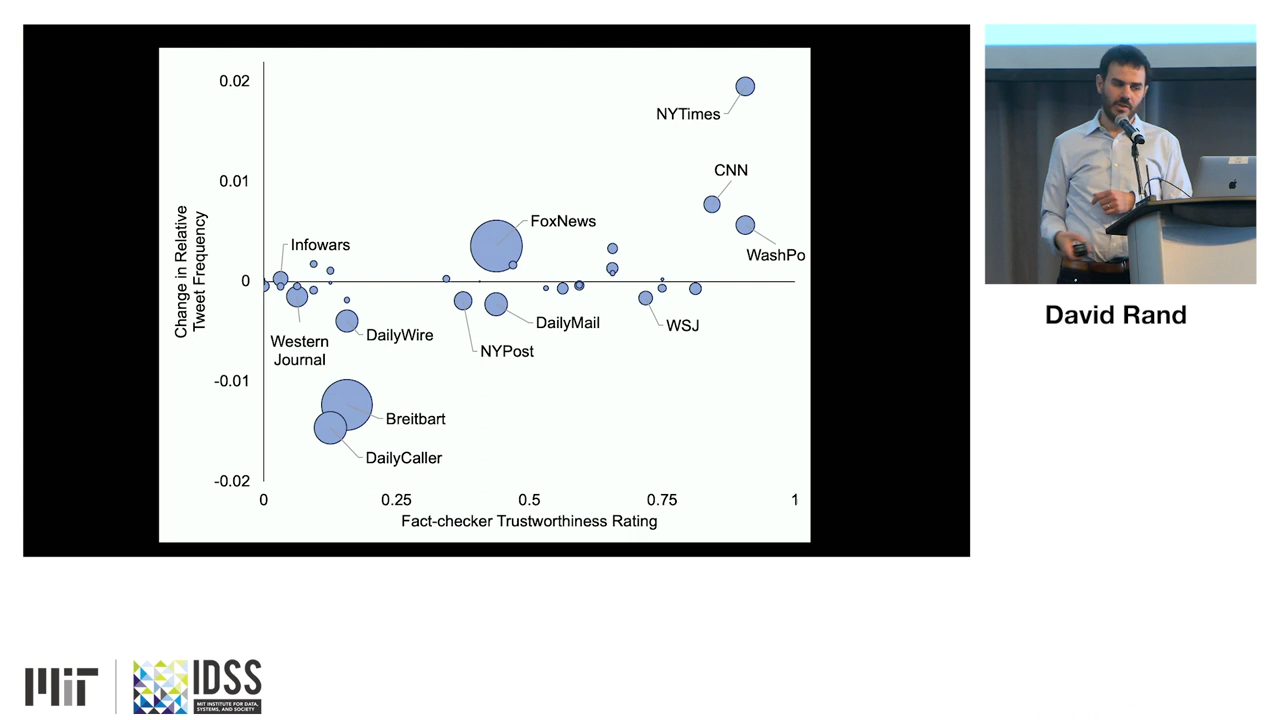 0.02
0.01
0
-0.01
-0.02
Change in Relative
Tweet Frequency
NYTimes
CNN
WashPo
FoxNews
Infowars
Western
Journal
DailyWire
DailyMail
NYPost
WSJ
Breitbart
DailyCaller
0
0.25
0.5
0.75
1
Fact-checker Trustworthiness Rating
David Rand
MIT
IDSS
MIT INSTITUTE FOR DATA,
SYSTEMS, AND SOCIETY